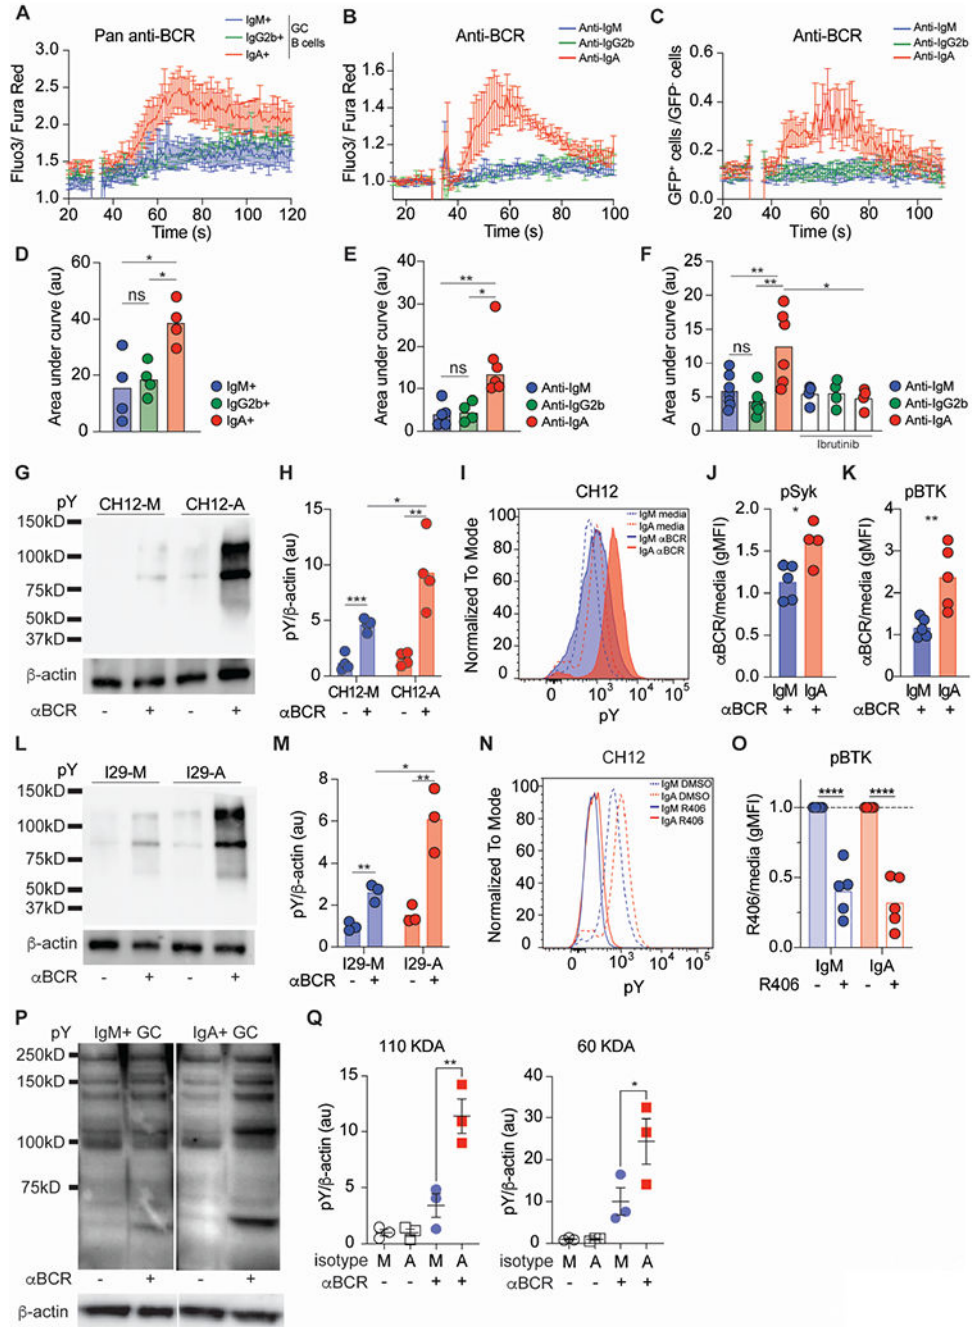 A
Pan anti-BCR
IgM+
IgG2b+
IgA+
GC
B cells
Fluo3/ Fura Red
3.0
2.5
2.0
1.5
1.0
20 40 60 80 100 120
Time (s)
B
Anti-BCR
Anti-IgM
Anti-IgG2b
Anti-IgA
Fluo3/ Fura Red
1.6
1.4
1.2
1.0
20 40 60 80 100
Time (s)
C
Anti-BCR
Anti-IgM
Anti-IgG2b
Anti-IgA
GFP+ cells /GFP- cells
0.6
0.4
0.2
0.0
20 40 60 80 100
Time (s)
D
Area under curve (au)
60
40
20
0
*
*
ns
IgM+
IgG2b+
IgA+
E
Area under curve (au)
40
30
20
10
0
**
*
ns
Anti-IgM
Anti-IgG2b
Anti-IgA
F
Area under curve (au)
25
20
15
10
5
0
**
**
*
ns
Ibrutinib
Anti-IgM
Anti-IgG2b
Anti-IgA
G
pY
CH12-M CH12-A
150kD
100kD
75kD
50kD
37kD
β-actin
αBCR - + - +
H
pY/β-actin (au)
15
10
5
0
*
**
***
CH12-M CH12-A
αBCR - + - +
I
CH12
Normalized To Mode
100
80
60
40
20
0
IgM media
IgA media
IgM αBCR
IgA αBCR
0 10³ 10⁴ 10⁵
pY
J
pSyk
*
αBCR/media (gMFI)
2.0
1.5
1.0
0.5
0.0
IgM IgA
αBCR + +
K
pBTK
**
αBCR/media (gMFI)
4
3
2
1
0
IgM IgA
αBCR + +
L
pY
I29-M I29-A
150kD
100kD
75kD
50kD
37kD
β-actin
αBCR - + - +
M
pY/β-actin (au)
8
6
4
2
0
*
**
**
I29-M I29-A
αBCR - + - +
N
CH12
Normalized To Mode
100
80
60
40
20
0
IgM DMSO
IgA DMSO
IgM R406
IgA R406
0 10³ 10⁴ 10⁵
pY
O
pBTK
R406/media (gMFI)
1.0
0.5
0.0
**** ****
IgM IgA
R406 - + - +
P
pY
IgM+ GC IgA+ GC
250kD
150kD
100kD
75kD
αBCR - + - +
β-actin
Q
110 KDA
pY/β-actin (au)
15
10
5
0
**
isotype M A M A
αBCR - - + +
60 KDA
pY/β-actin (au)
40
30
20
10
0
*
M A M A
- - + +